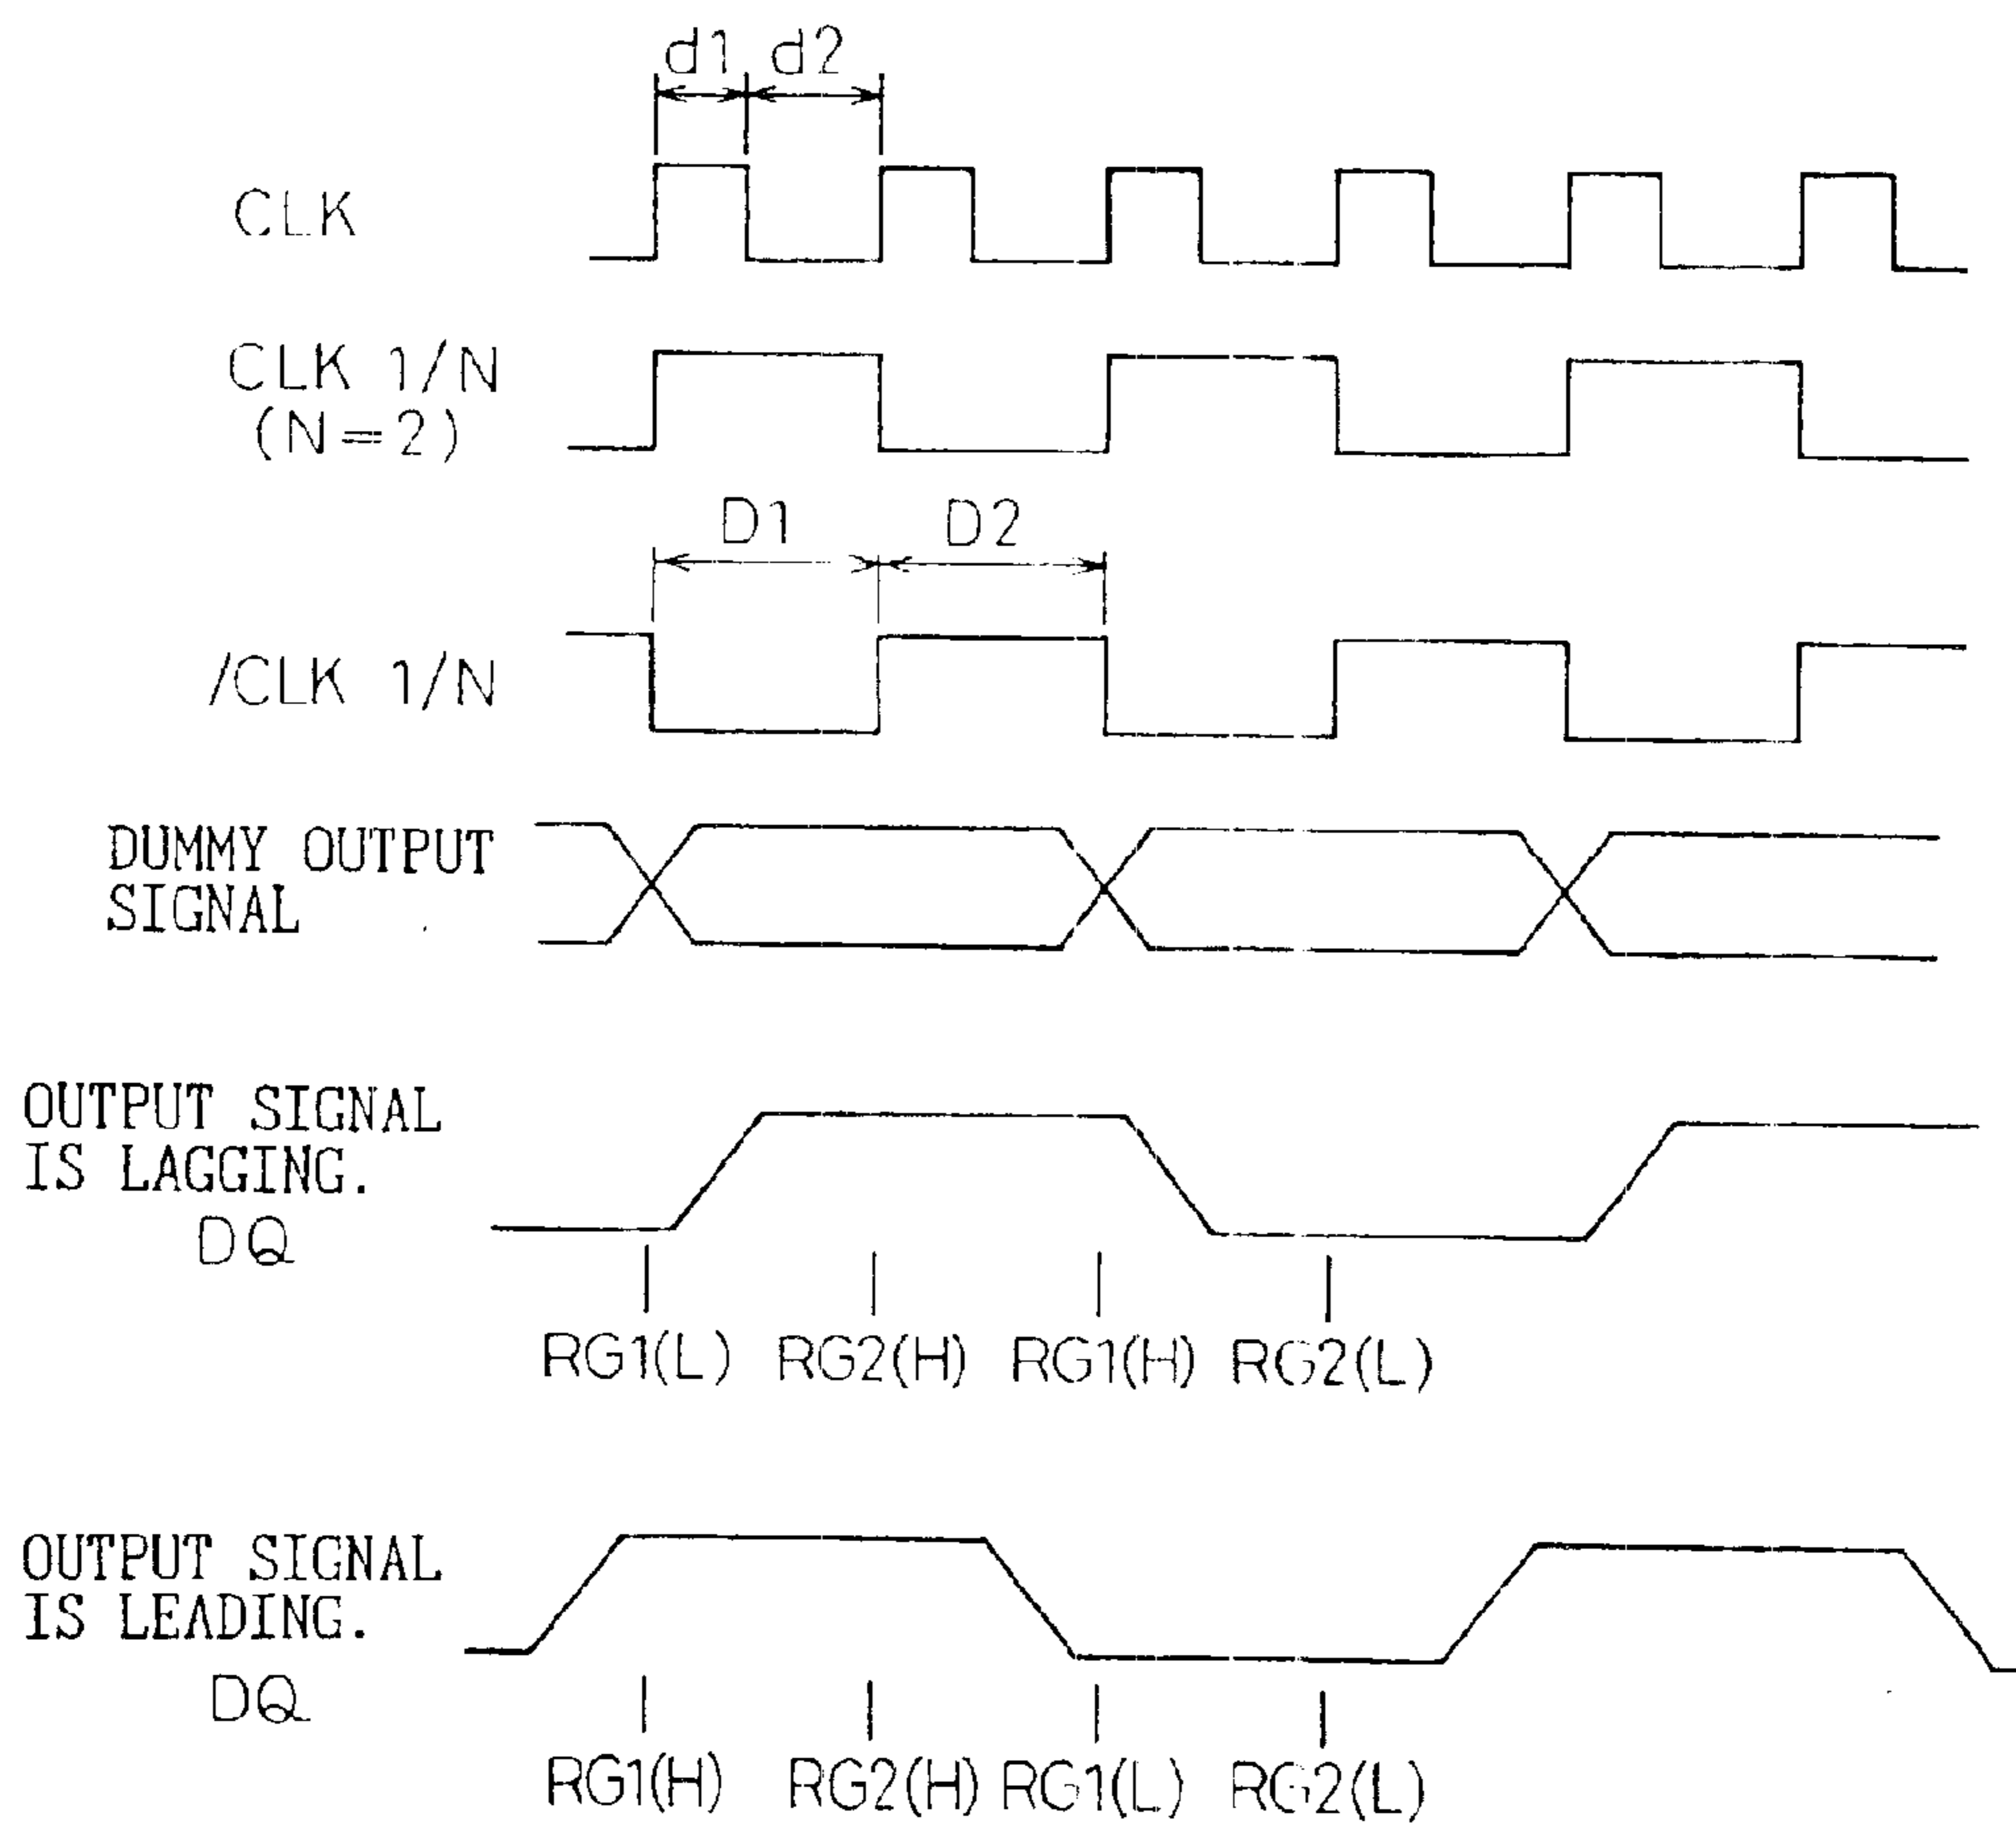 d1 d2
CLK
CLK 1/N
(N=2)
D1 D2
/CLK 1/N
DUMMY OUTPUT
SIGNAL
OUTPUT SIGNAL
IS LAGGING.
DQ
RG1(L) RG2(H) RG1(H) RG2(L)
OUTPUT SIGNAL
IS LEADING.
DQ
RG1(H) RG2(H) RG1(L) RG2(L)